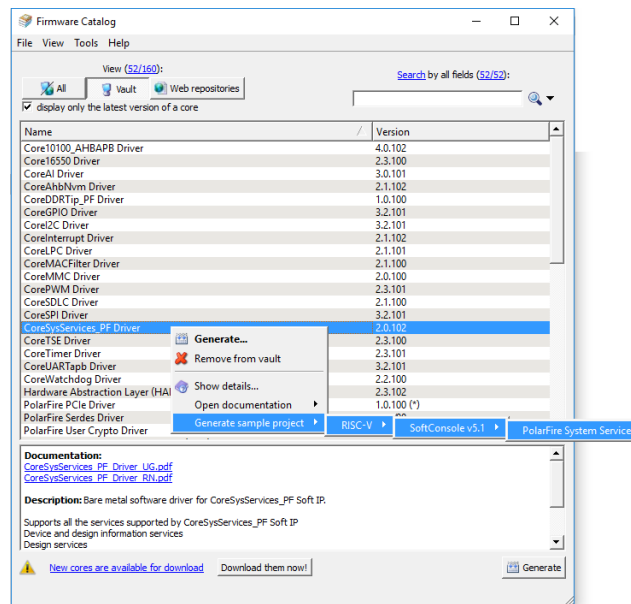 Firmware Catalog
File View Tools Help
View (52/160):
Search by all fields (52/52):
All Vault Web repositories
display only the latest version of a core
Name / Version
Core10100_AHBAPB Driver 4.0.102
Core16550 Driver 2.3.100
CoreAI Driver 3.0.101
CoreAhbNvm Driver 2.1.102
CoreDDRTip_PF Driver 1.0.100
CoreGPIO Driver 3.2.101
CoreI2C Driver 3.2.101
CoreInterrupt Driver 2.1.102
CoreLPC Driver 2.1.101
CoreMACFilter Driver 2.1.100
CoreMMC Driver 2.0.100
CorePWM Driver 2.3.101
CoreSDLC Driver 2.1.100
CoreSPI Driver 3.2.101
CoreSysServices_PF Driver 2.0.102
CoreTSE Driver 2.3.100
CoreTimer Driver 2.3.101
CoreUARTapb Driver 3.2.101
CoreWatchdog Driver 2.2.100
Hardware Abstraction Layer (HAL 2.3.102
PolarFire PCIe Driver 1.0.100 (*)
PolarFire Serdes Driver
PolarFire User Crypto Driver
Generate...
Remove from vault
Show details...
Open documentation
Generate sample project
RISC-V
SoftConsole v5.1
PolarFire System Service
Documentation:
CoreSysServices_PF_Driver_UG.pdf
CoreSysServices_PF_Driver_RN.pdf
Description: Bare metal software driver for CoreSysServices_PF Soft IP.
Supports all the services supported by CoreSysServices_PF Soft IP
Device and design information services
Design services
New cores are available for download Download them now! Generate